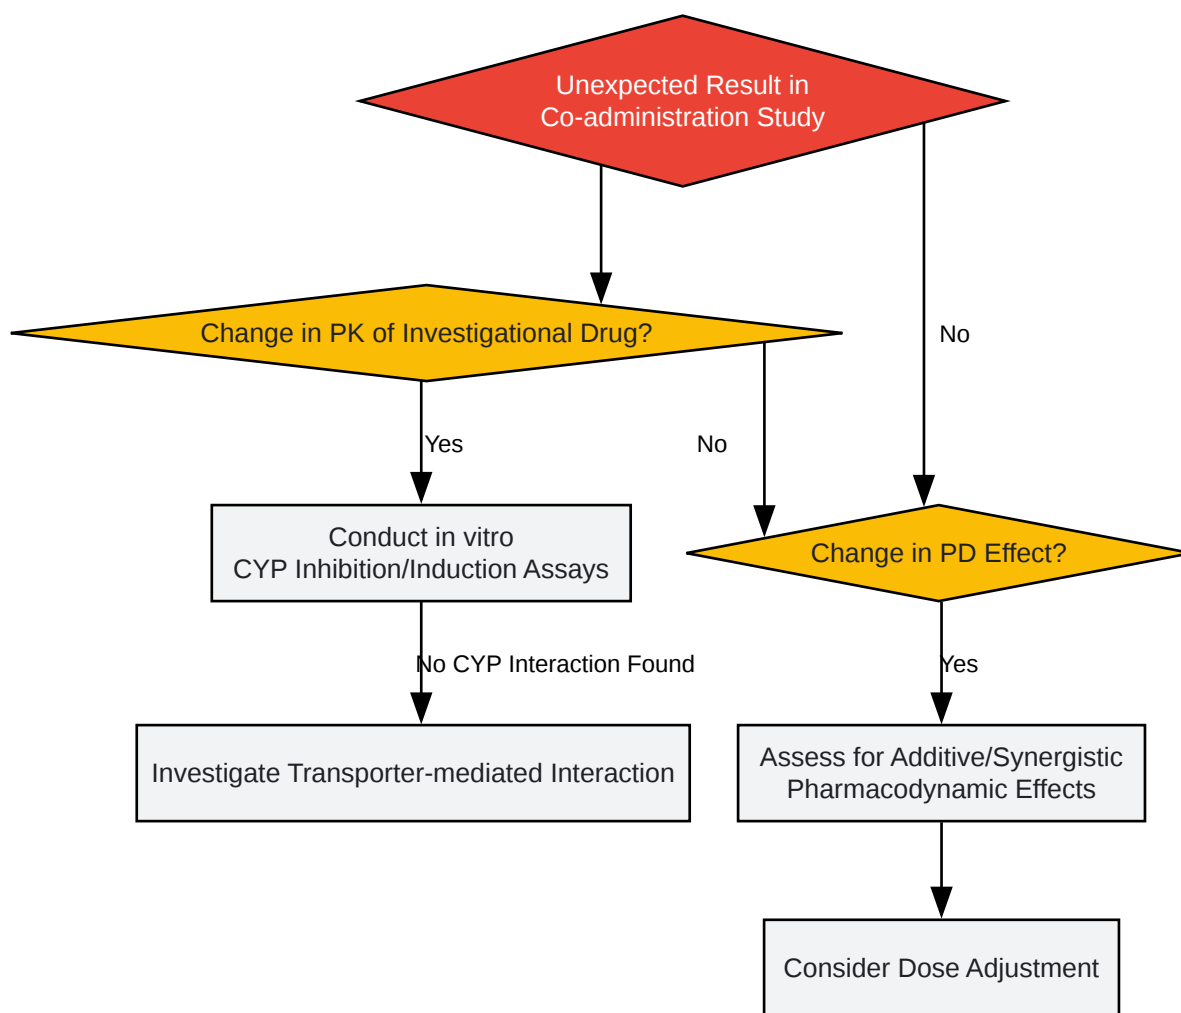 Unexpected Result in
Co-administration Study
Change in PK of Investigational Drug?
No
Yes
No
Conduct in vitro
CYP Inhibition/Induction Assays
Change in PD Effect?
No CYP Interaction Found
Yes
Investigate Transporter-mediated Interaction
Assess for Additive/Synergistic
Pharmacodynamic Effects
Consider Dose Adjustment